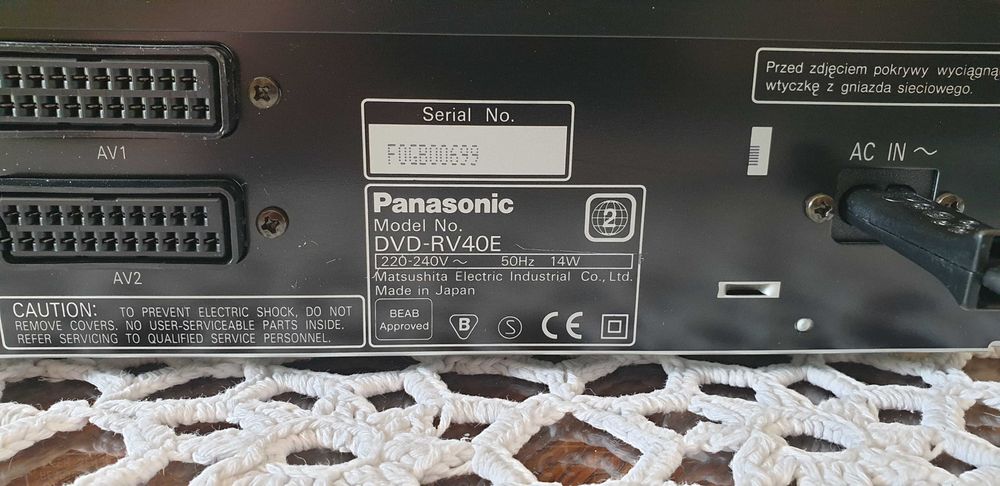 AV1
AV2
Serial No.
F0GB00699
Przed zdjęciem pokrywy wyciągną
wtyczkę z gniazda sieciowego.
AC IN ~
Panasonic
2
Model No.
DVD-RV40E
220-240V ~ 50Hz 14W
Matsushita Electric Industrial Co., Ltd.
Made in Japan
BEAB
Approved
B
S
CE
CAUTION: TO PREVENT ELECTRIC SHOCK, DO NOT
REMOVE COVERS. NO USER-SERVICEABLE PARTS INSIDE.
REFER SERVICING TO QUALIFIED SERVICE PERSONNEL.